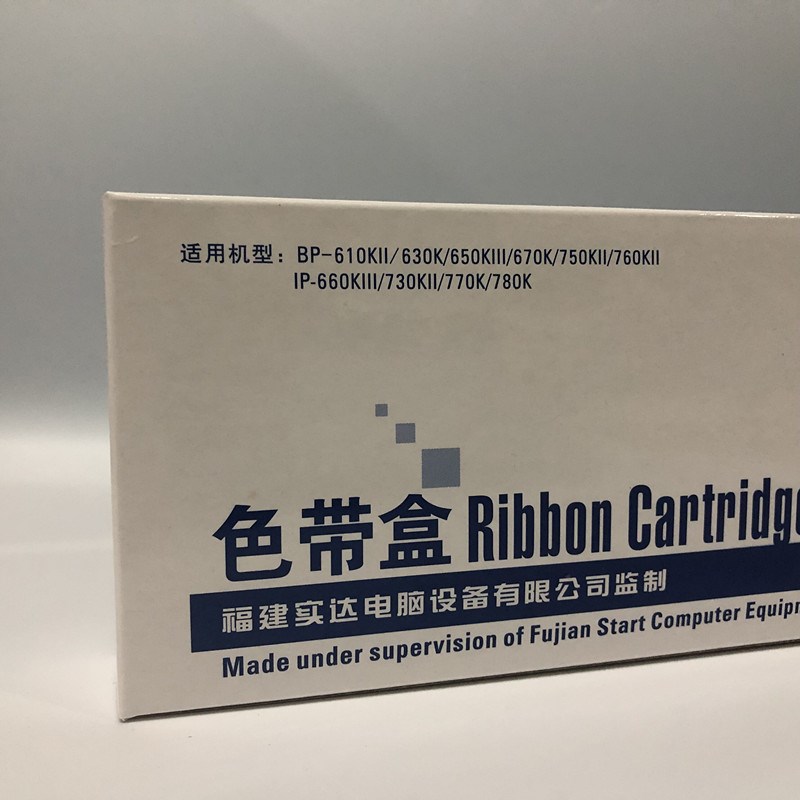 适用机型：BP-610KII/630K/650KIII/670K/750KII/760KII
IP-660KIII/730KII/770K/780K
色带盒 Ribbon Cartridge
福建实达电脑设备有限公司监制
Made under supervision of Fujian Start Computer